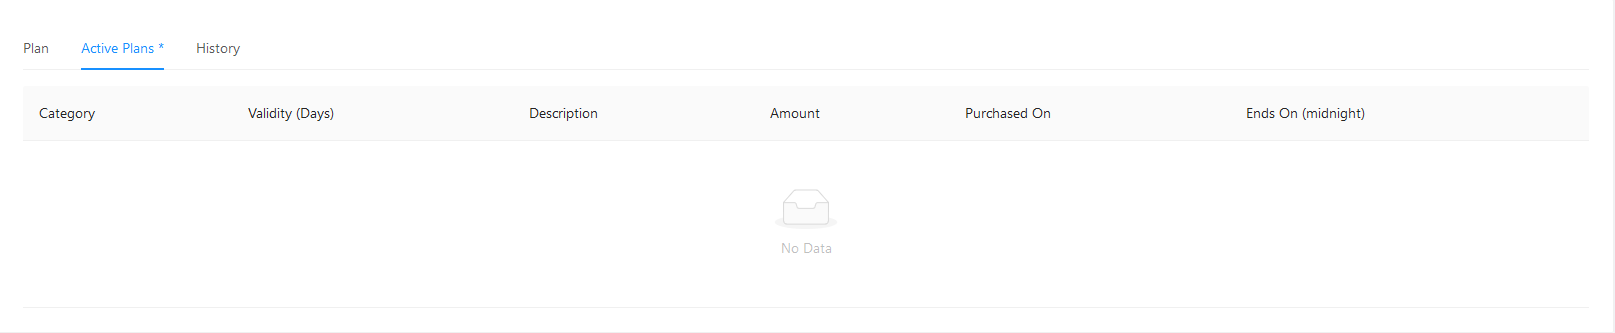 Plan Active Plans * History
Category Validity (Days) Description Amount Purchased On Ends On (midnight)
No Data